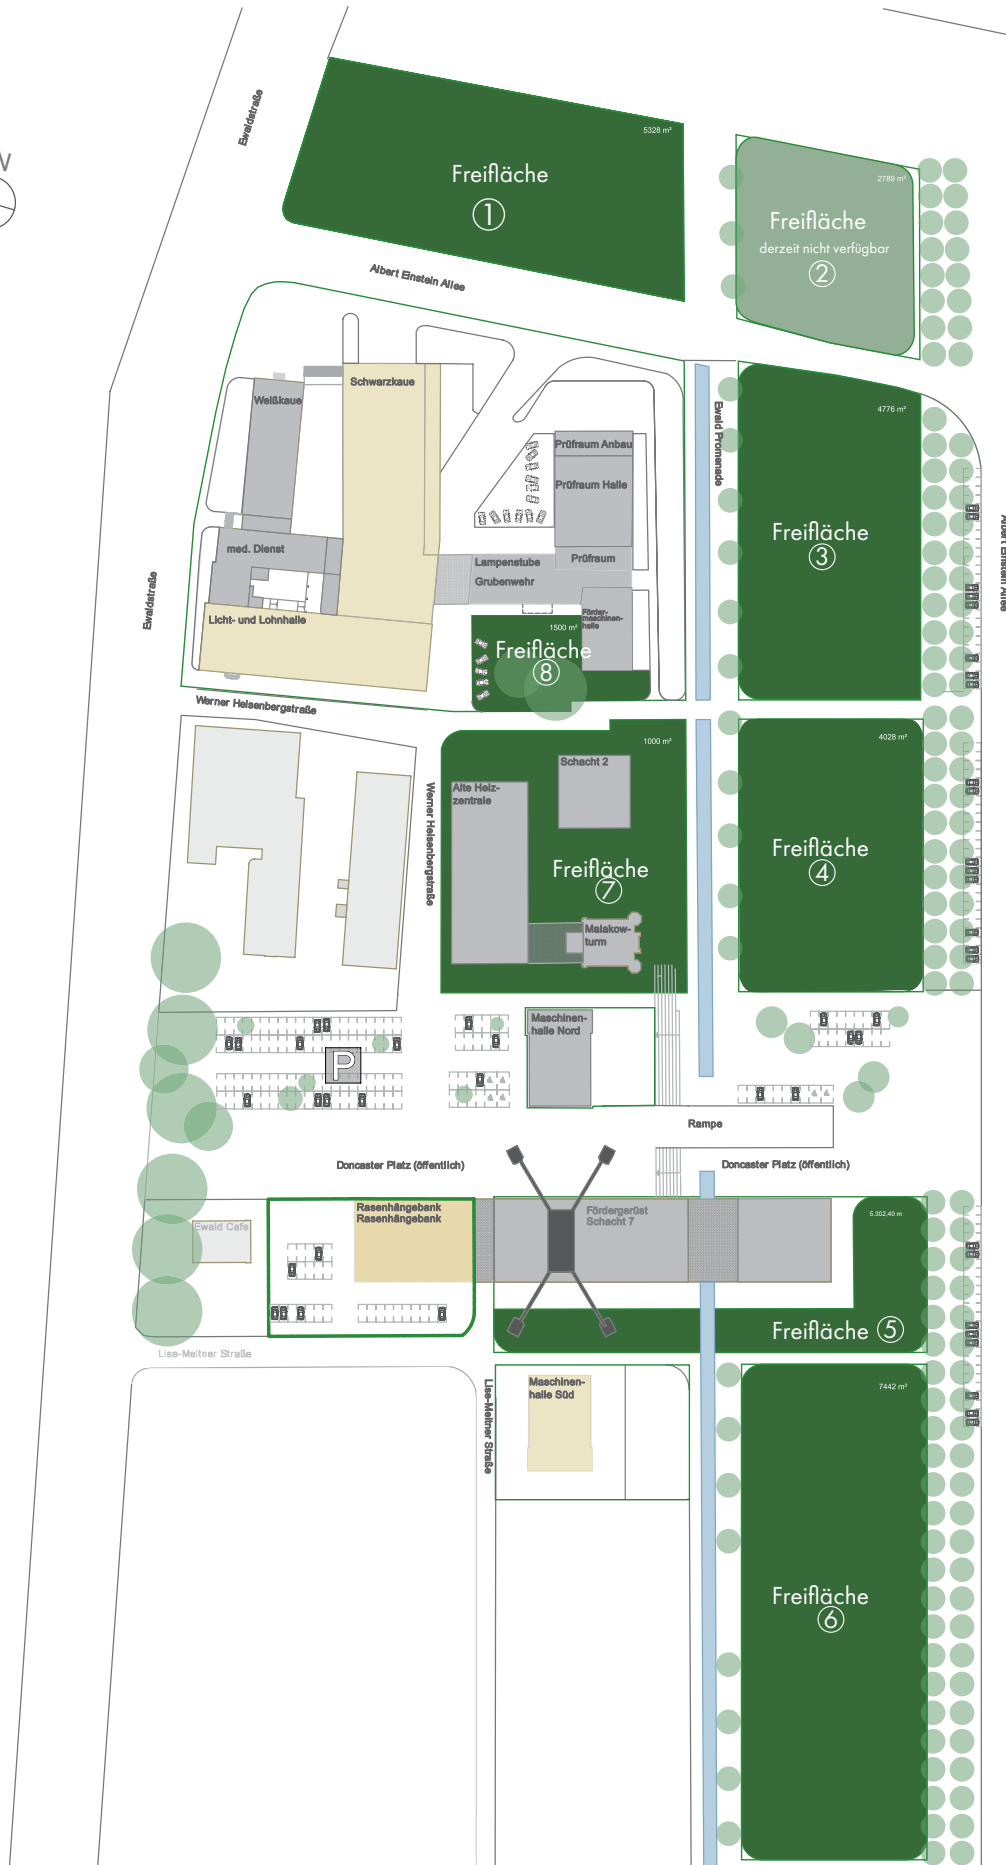 Ewaldstraße
N
5328 m²
Freifläche
1
2789 m²
Freifläche
derzeit nicht verfügbar
2
Albert Einstein Allee
Schwarzkaue
Weißkaue
Ewald Promenade
4776 m²
Prüfraum Anbau
Prüfraum Halle
Freifläche
3
Albert Einstein Allee
med. Dienst
Lampenstube
Prüfraum
Grubenwehr
Ewaldstraße
Licht- und Lohnhalle
Förder-
maschinen-
halle
1500 m²
Freifläche
8
Werner Heisenbergstraße
1000 m²
4028 m²
Schacht 2
Alte Heiz-
zentrale
Werner Heisenbergstraße
Freifläche
7
Freifläche
4
Malakow-
turm
Maschinen-
halle Nord
P
Rampe
Doncaster Platz (öffentlich)
Doncaster Platz (öffentlich)
Rasenhängebank
Rasenhängebank
Fördergerüst
Schacht 7
5.302,40 m
Ewald Cafe
Freifläche 5
Lise-Meitner Straße
Maschinen-
halle Süd
7442 m²
Lise-Meitner Straße
Freifläche
6